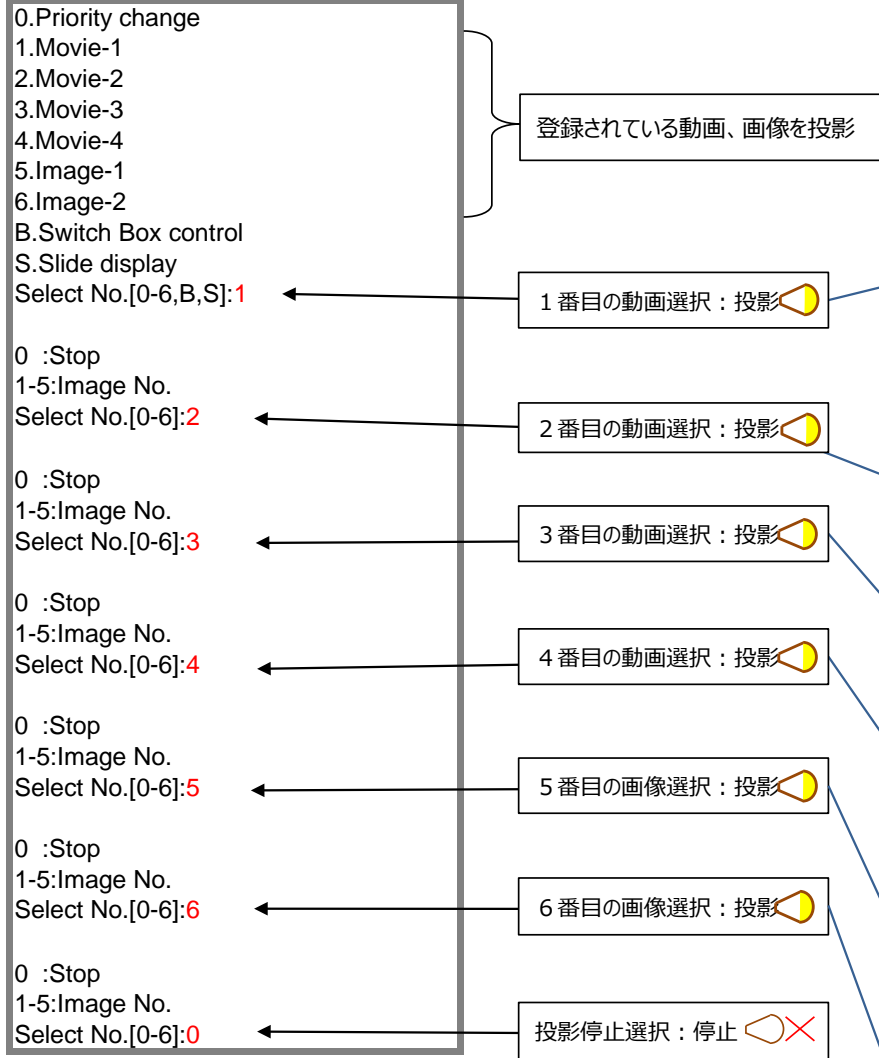 0.Priority change
1.Movie-1
2.Movie-2
3.Movie-3
4.Movie-4
5.Image-1
6.Image-2
B.Switch Box control
S.Slide display
Select No.[0-6,B,S]:1
0 :Stop
1-5:Image No.
Select No.[0-6]:2
0 :Stop
1-5:Image No.
Select No.[0-6]:3
0 :Stop
1-5:Image No.
Select No.[0-6]:4
0 :Stop
1-5:Image No.
Select No.[0-6]:5
0 :Stop
1-5:Image No.
Select No.[0-6]:6
0 :Stop
1-5:Image No.
Select No.[0-6]:0
登録されている動画、画像を投影
1番目の動画選択：投影
2番目の動画選択：投影
3番目の動画選択：投影
4番目の動画選択：投影
5番目の画像選択：投影
6番目の画像選択：投影
投影停止選択：停止